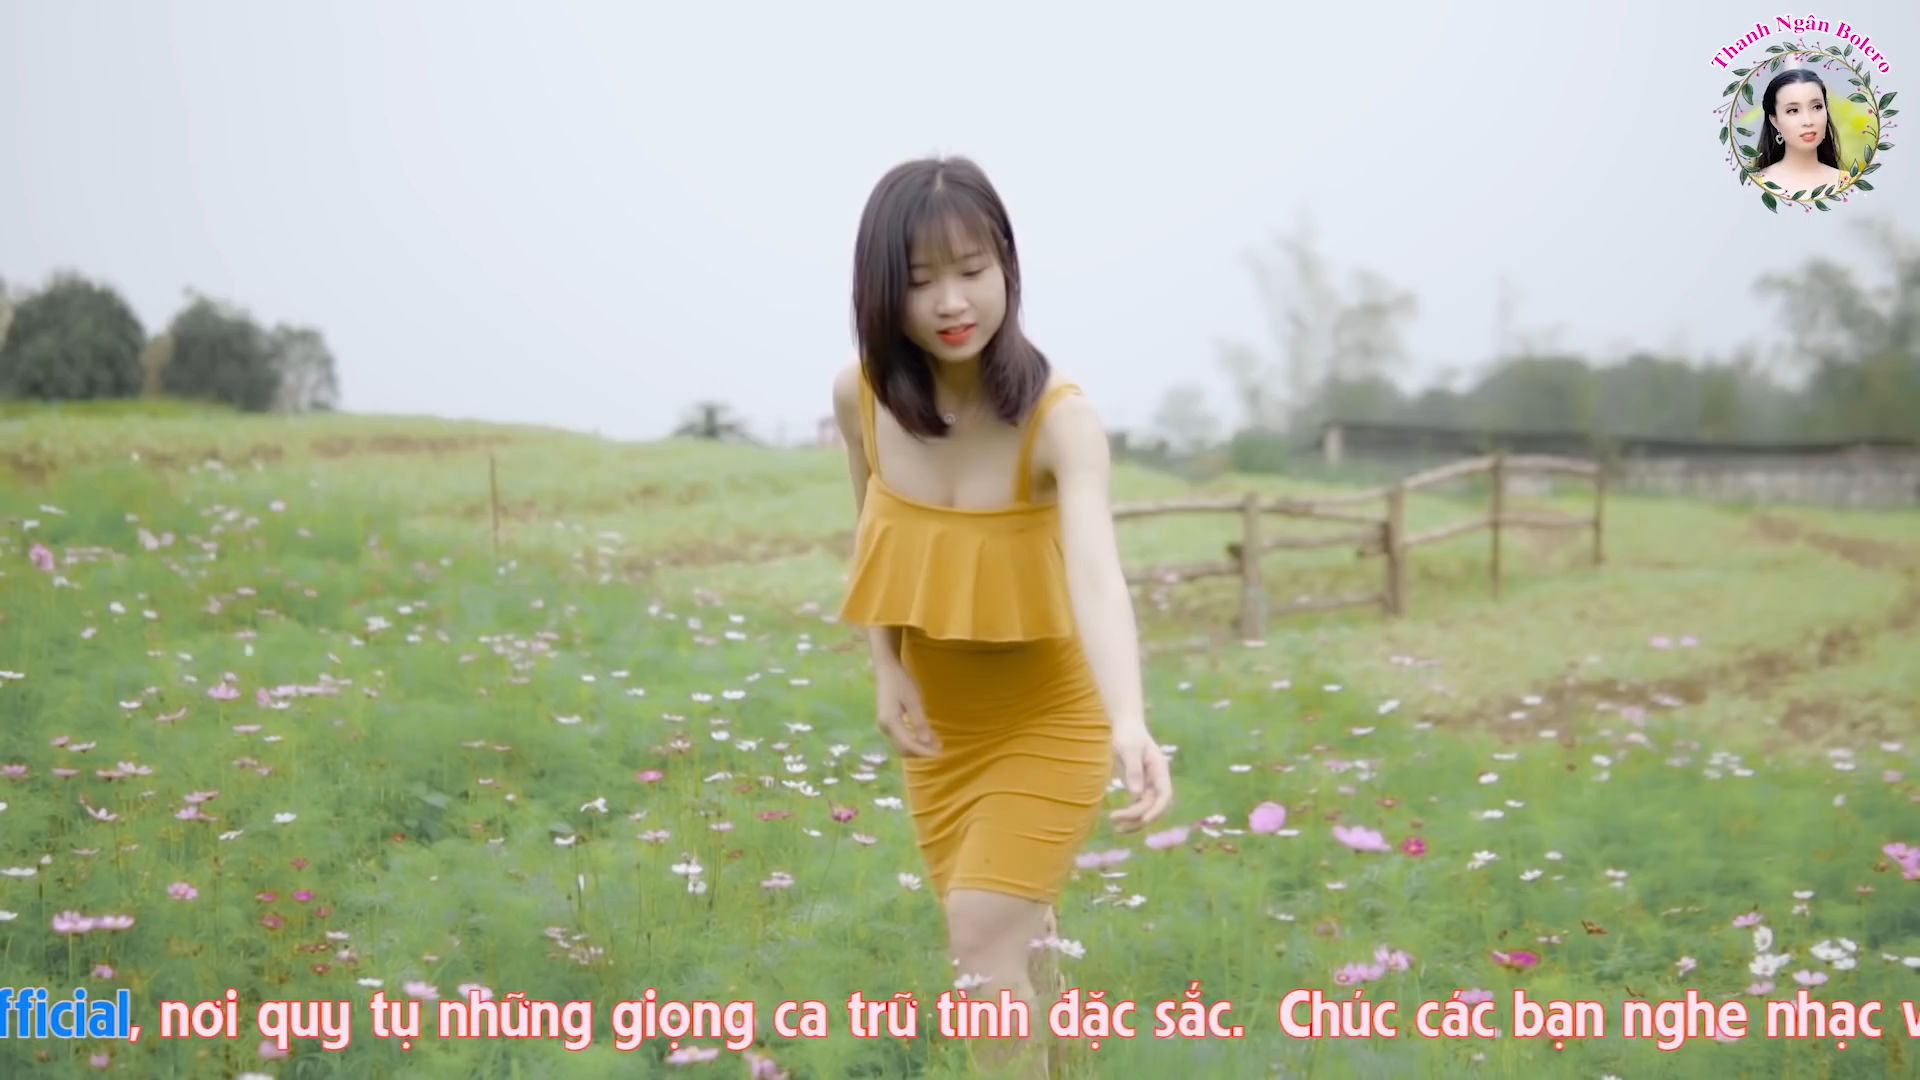 Thanh Ngân Bolero
fficial, nơi quy tụ những giọng ca trữ tình đặc sắc. Chúc các bạn nghe nhạc v